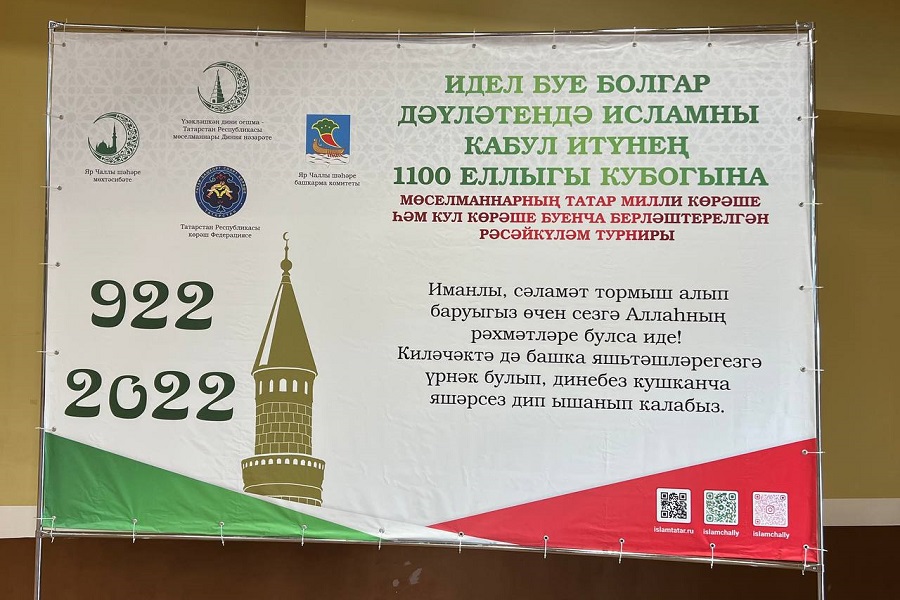 Үзәкләшкән дини оешма -
Татарстан Республикасы
мөселманнары Диния нәзарәте
Яр Чаллы шәһәре
мөхтәсибәте
Яр Чаллы шәһәре
башкарма комитеты
Татарстан Республикасы
көрәш Федерациясе
922
2022
ИДЕЛ БУЕ БОЛГАР
ДӘҮЛӘТЕНДӘ ИСЛАМНЫ
КАБУЛ ИТҮНЕҢ
1100 ЕЛЛЫГЫ КУБОГЫНА
МӨСЕЛМАННАРНЫҢ ТАТАР МИЛЛИ КӨРӘШЕ
ҺӘМ КУЛ КӨРӘШЕ БУЕНЧА БЕРЛӘШТЕРЕЛГӘН
РӘСӘЙКҮЛӘМ ТУРНИРЫ
Иманлы, сәламәт тормыш алып
баруыгыз өчен сезгә Аллаһның
рәхмәтләре булса иде!
Киләчәктә дә башка яшьтәшләрегезгә
үрнәк булып, динебез кушканча
яшәрсез дип ышанып калабыз.
islamtatar.ru
islamchally
islamchally